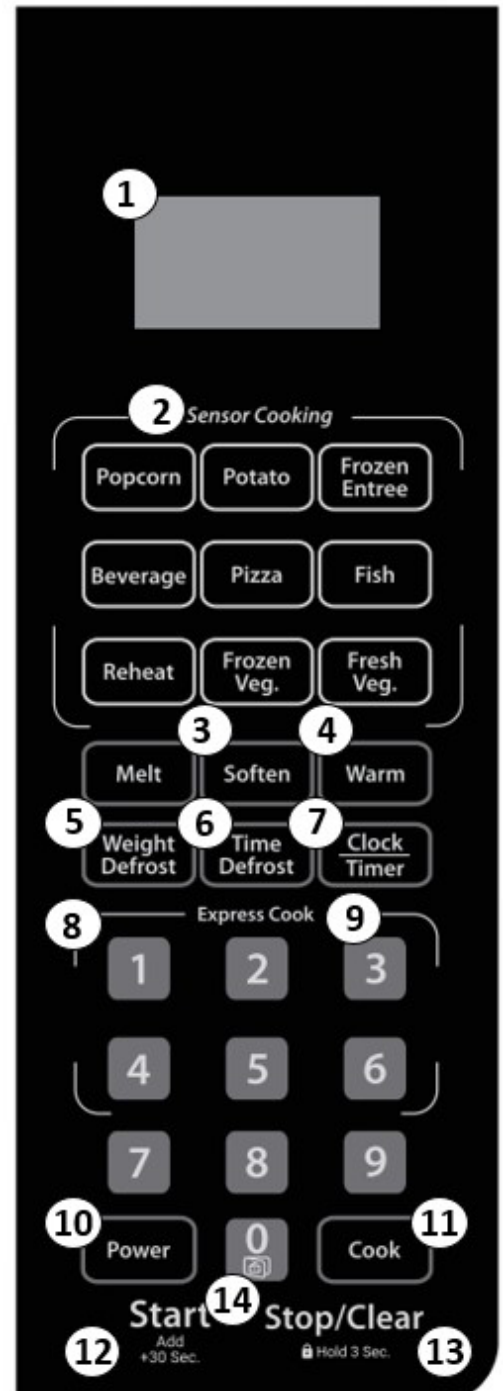 1
2 Sensor Cooking
Popcorn Potato Frozen Entree
Beverage Pizza Fish
Reheat Frozen Veg. Fresh Veg.
3 4
Melt Soften Warm
5 6 7
Weight Defrost Time Defrost Clock Timer
8 Express Cook 9
1 2 3
4 5 6
7 8 9
10 11
Power 0 Cook
14
Start Stop/Clear
12 Add +30 Sec. Hold 3 Sec. 13